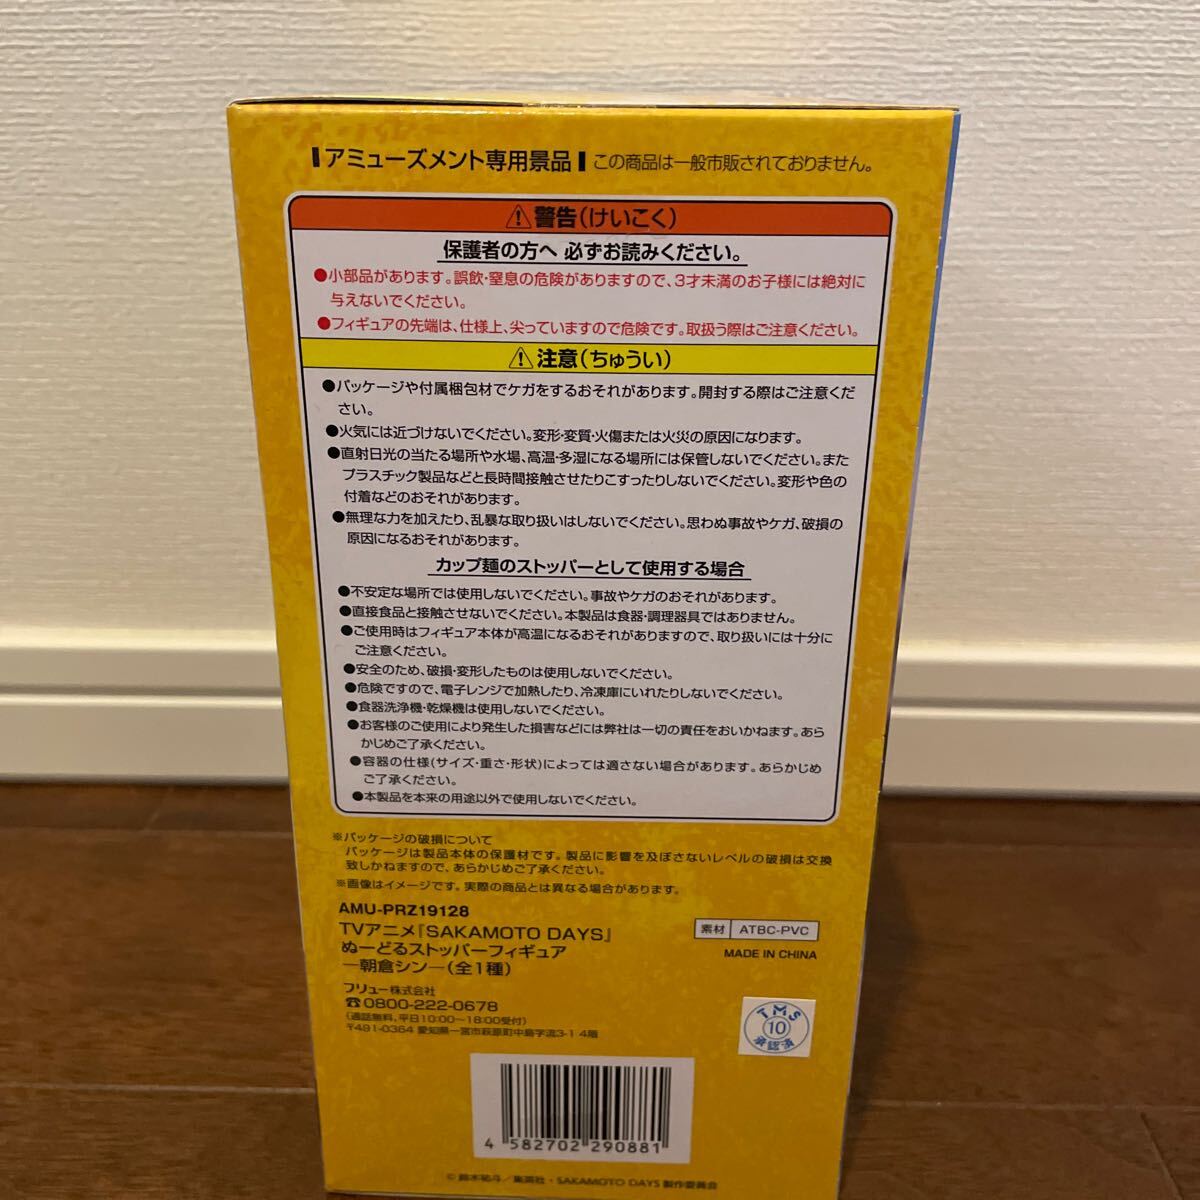 アミューズメント専用景品 この商品は一般市販されておりません。
⚠警告(けいこく)
保護者の方へ 必ずお読みください。
●小部品があります。誤飲・窒息の危険がありますので、3才未満のお子様には絶対に
与えないでください。
●フィギュアの先端は、仕様上、尖っていますので危険です。取扱う際はご注意ください。
⚠注意(ちゅうい)
●パッケージや付属梱包材でケガをするおそれがあります。開封する際はご注意くだ
さい。
●火気には近づけないでください。変形・変質・火傷または火災の原因になります。
●直射日光の当たる場所や水場、高温・多湿になる場所には保管しないでください。また
プラスチック製品などと長時間接触させたりこすったりしないでください。変形や色の
付着などのおそれがあります。
●無理な力を加えたり、乱暴な取り扱いはしないでください。思わぬ事故やケガ、破損の
原因になるおそれがあります。
カップ麺のストッパーとして使用する場合
●不安定な場所では使用しないでください。事故やケガのおそれがあります。
●直接食品と接触させないでください。本製品は食器・調理器具ではありません。
●ご使用時はフィギュア本体が高温になるおそれがありますので、取り扱いには十分に
ご注意ください。
●安全のため、破損・変形したものは使用しないでください。
●危険ですので、電子レンジで加熱したり、冷凍庫にいれたりしないでください。
●食器洗浄機・乾燥機は使用しないでください。
●お客様のご使用により発生した損害などには弊社は一切の責任をおいかねます。あら
かじめご了承ください。
●容器の仕様(サイズ・重さ・形状)によっては適さない場合があります。あらかじめ
ご了承ください。
●本製品を本来の用途以外で使用しないでください。
※パッケージの破損について
パッケージは製品本体の保護材です。製品に影響を及ぼさないレベルの破損は交換
致しかねますので、あらかじめご了承ください。
※画像はイメージです。実際の商品とは異なる場合があります。
AMU-PRZ19128
TVアニメ『SAKAMOTO DAYS』
ぬーどるストッパーフィギュア
—朝倉シン—(全1種)
素材 ATBC-PVC
MADE IN CHINA
フリュー株式会社
☎0800-222-0678
(通話無料、平日10:00～18:00受付)
〒491-0364 愛知県一宮市萩原町中島字流3-1 4階
TMS
10
承認済
4 582702 290881
© 鈴木祐斗／集英社・SAKAMOTO DAYS 製作委員会